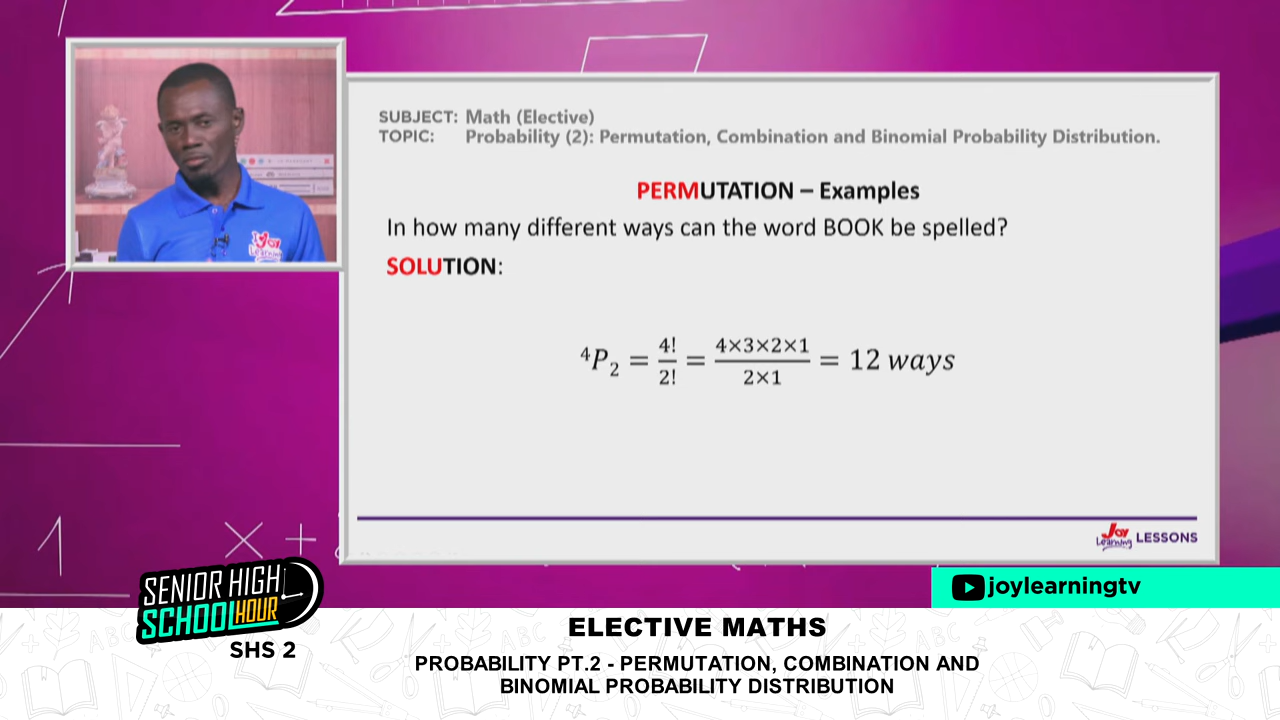 SUBJECT: Math (Elective)
TOPIC: Probability (2): Permutation, Combination and Binomial Probability Distribution.
PERMUTATION – Examples
In how many different ways can the word BOOK be spelled?
SOLUTION:
⁴P₂ = 4!/2! = 4×3×2×1/2×1 = 12 ways
Joy Learning LESSONS
I Joy Learning
1 × +
SENIOR HIGH
SCHOOL HOUR
SHS 2
joylearningtv
ELECTIVE MATHS
PROBABILITY PT.2 - PERMUTATION, COMBINATION AND
BINOMIAL PROBABILITY DISTRIBUTION